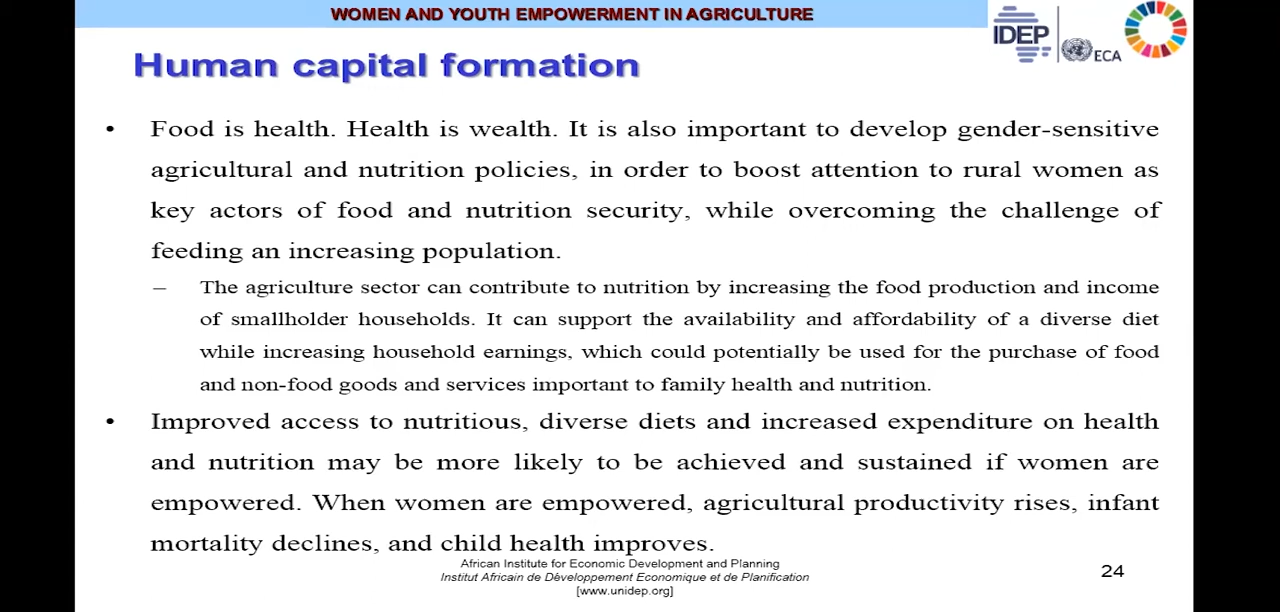 WOMEN AND YOUTH EMPOWERMENT IN AGRICULTURE
IDEP
ECA
Human capital formation
• Food is health. Health is wealth. It is also important to develop gender-sensitive
agricultural and nutrition policies, in order to boost attention to rural women as
key actors of food and nutrition security, while overcoming the challenge of
feeding an increasing population.
– The agriculture sector can contribute to nutrition by increasing the food production and income
of smallholder households. It can support the availability and affordability of a diverse diet
while increasing household earnings, which could potentially be used for the purchase of food
and non-food goods and services important to family health and nutrition.
• Improved access to nutritious, diverse diets and increased expenditure on health
and nutrition may be more likely to be achieved and sustained if women are
empowered. When women are empowered, agricultural productivity rises, infant
mortality declines, and child health improves.
African Institute for Economic Development and Planning
Institut Africain de Développement Economique et de Planification
[www.unidep.org]
24